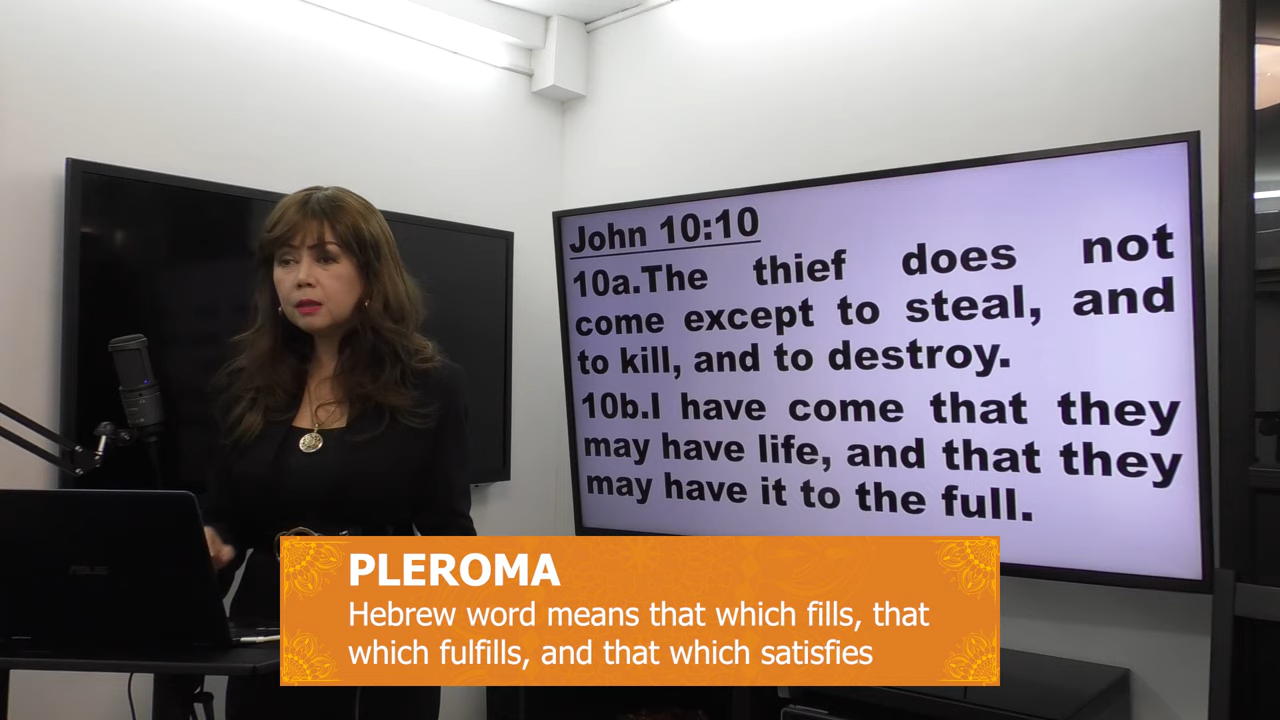 John 10:10
10a.The thief does not
come except to steal, and
to kill, and to destroy.
10b.I have come that they
may have life, and that they
may have it to the full.
ASUS
PLEROMA
Hebrew word means that which fills, that
which fulfills, and that which satisfies